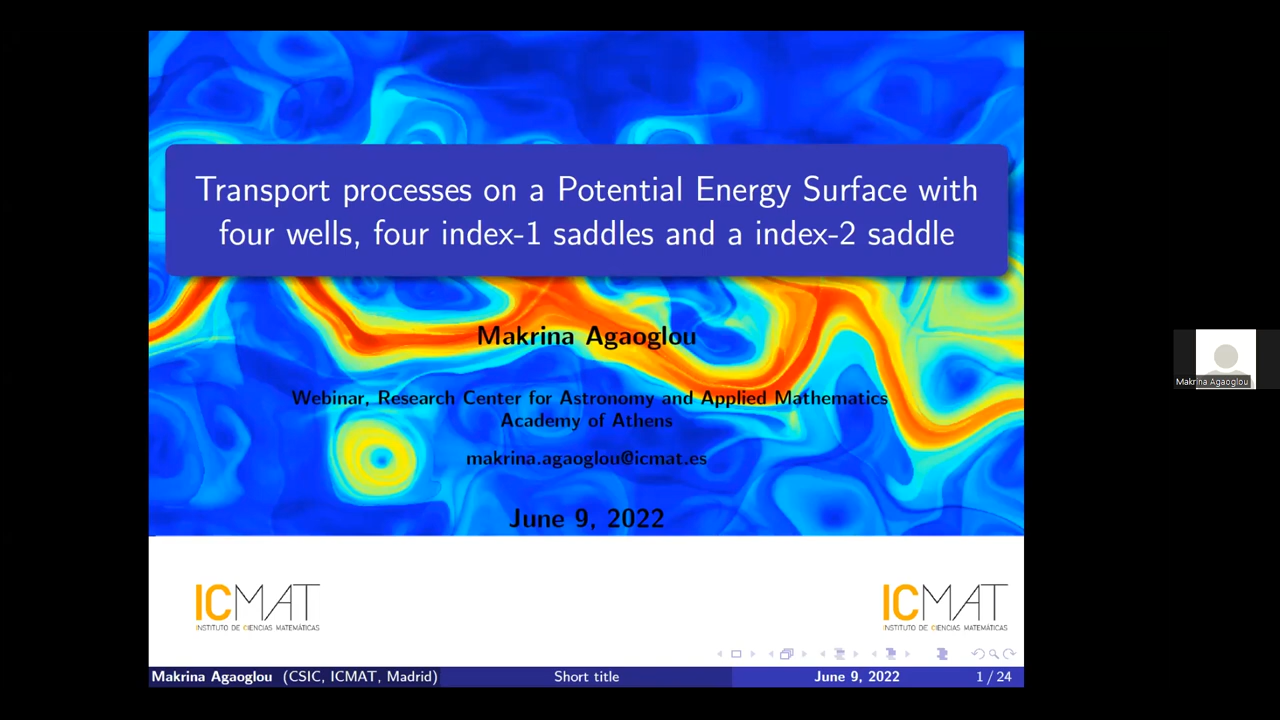 Transport processes on a Potential Energy Surface with
four wells, four index-1 saddles and a index-2 saddle
Makrina Agaoglou
Webinar, Research Center for Astronomy and Applied Mathematics
Academy of Athens
makrina.agaoglou@icmat.es
June 9, 2022
Makrina Agaoglou
ICMAT
INSTITUTO DE CIENCIAS MATEMÁTICAS
ICMAT
INSTITUTO DE CIENCIAS MATEMÁTICAS
Makrina Agaoglou (CSIC, ICMAT, Madrid) Short title June 9, 2022 1 / 24